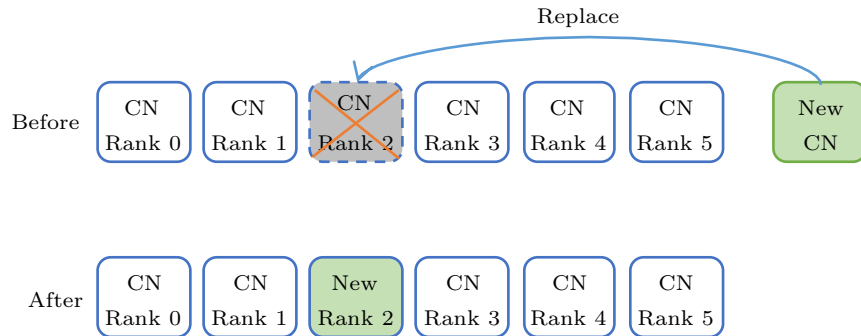 Replace
CN CN CN CN CN CN New
Before
Rank 0 Rank 1 Rank 2 Rank 3 Rank 4 Rank 5 CN
CN CN New CN CN CN
After
Rank 0 Rank 1 Rank 2 Rank 3 Rank 4 Rank 5